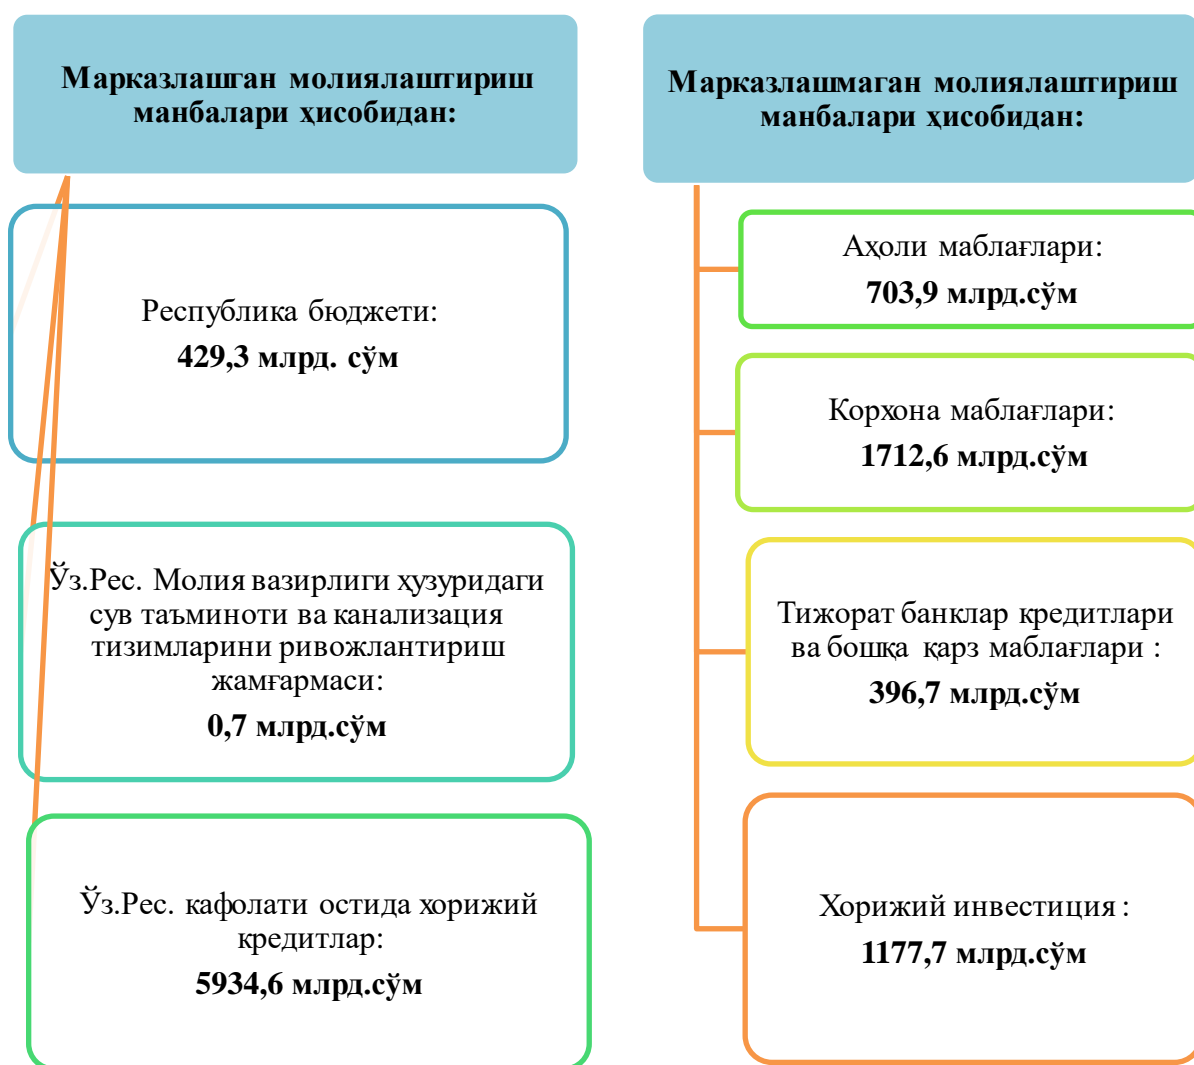 Марказлашган молиялаштириш
манбалари ҳисобидан:
Республика бюджети:
429,3 млрд. сўм
Ўз.Рес. Молия вазирлиги ҳузуридаги
сув таъминоти ва канализация
тизимларини ривожлантириш
жамғармаси:
0,7 млрд.сўм
Ўз.Рес. кафолати остида хорижий
кредитлар:
5934,6 млрд.сўм
Марказлашмаган молиялаштириш
манбалари ҳисобидан:
Аҳоли маблағлари:
703,9 млрд.сўм
Корхона маблағлари:
1712,6 млрд.сўм
Тижорат банклар кредитлари
ва бошқа қарз маблағлари :
396,7 млрд.сўм
Хорижий инвестиция :
1177,7 млрд.сўм